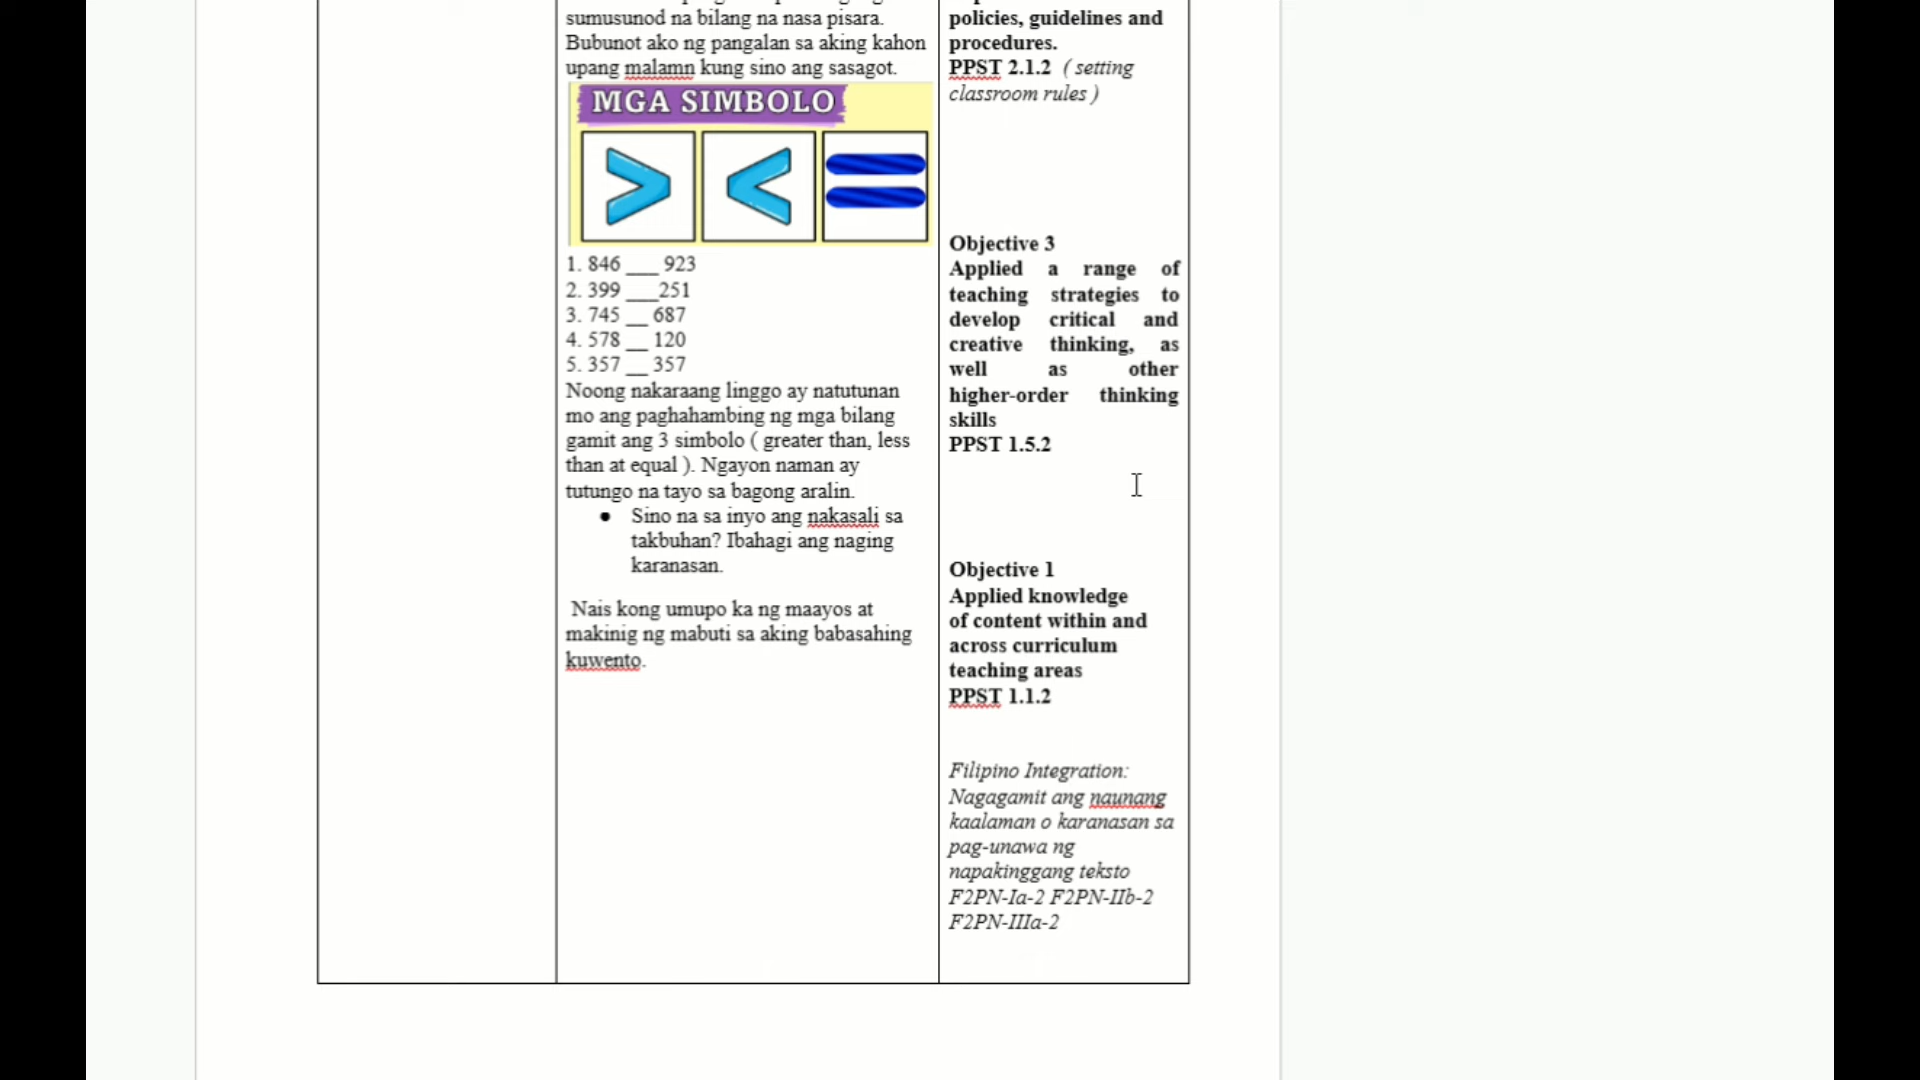 sumusunod na bilang na nasa pisara.
Bubunot ako ng pangalan sa aking kahon
upang malamn kung sino ang sasagot.
MGA SIMBOLO
> < =
1. 846 ___ 923
2. 399 ___251
3. 745 __ 687
4. 578 __ 120
5. 357 __ 357
Noong nakaraang linggo ay natutunan
mo ang paghahambing ng mga bilang
gamit ang 3 simbolo ( greater than, less
than at equal ). Ngayon naman ay
tutungo na tayo sa bagong aralin.
● Sino na sa inyo ang nakasali sa
takbuhan? Ibahagi ang naging
karanasan.
Nais kong umupo ka ng maayos at
makinig ng mabuti sa aking babasahing
kuwento.
policies, guidelines and
procedures.
PPST 2.1.2 ( setting
classroom rules )
Objective 3
Applied a range of
teaching strategies to
develop critical and
creative thinking, as
well as other
higher-order thinking
skills
PPST 1.5.2
Objective 1
Applied knowledge
of content within and
across curriculum
teaching areas
PPST 1.1.2
Filipino Integration:
Nagagamit ang naunang
kaalaman o karanasan sa
pag-unawa ng
napakinggang teksto
F2PN-Ia-2 F2PN-IIb-2
F2PN-IIIa-2